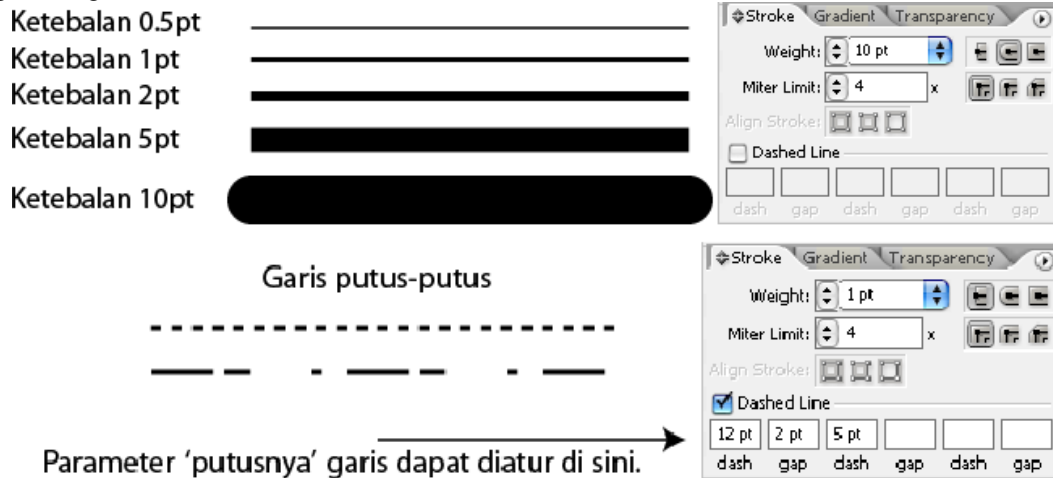 Ketebalan 0.5pt
Ketebalan 1pt
Ketebalan 2pt
Ketebalan 5pt
Ketebalan 10pt
Stroke Gradient Transparency
Weight: 10 pt
Miter Limit: 4 x
Align Stroke:
Dashed Line
dash gap dash gap dash gap
Garis putus-putus
Parameter ‘putusnya’ garis dapat diatur di sini.
Stroke Gradient Transparency
Weight: 1 pt
Miter Limit: 4 x
Align Stroke:
Dashed Line
12 pt 2 pt 5 pt
dash gap dash gap dash gap